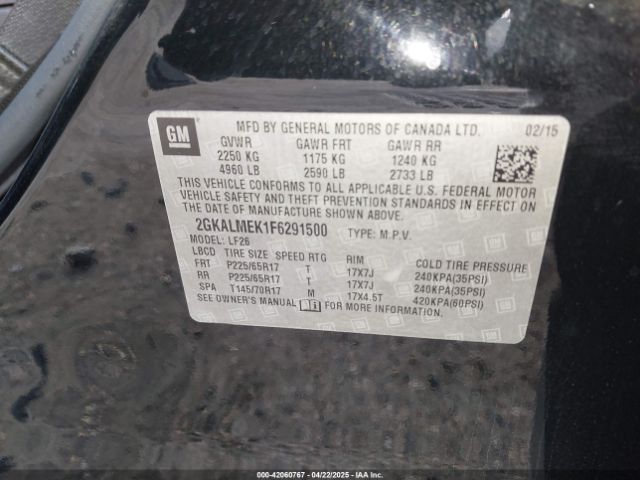 GM
MFD BY GENERAL MOTORS OF CANADA LTD. 02/15
GVWR GAWR FRT GAWR RR
2250 KG 1175 KG 1240 KG
4960 LB 2590 LB 2733 LB
THIS VEHICLE CONFORMS TO ALL APPLICABLE U.S. FEDERAL MOTOR
VEHICLE SAFETY AND THEFT PREVENTION STANDARDS IN EFFECT ON
THE DATE OF MANUFACTURE SHOWN ABOVE.
2GKALMEK1F6291500 TYPE: M.P.V.
MODEL: LF26
LBCD TIRE SIZE SPEED RTG RIM COLD TIRE PRESSURE
FRT P225/65R17 T 17X7J 240KPA(35PSI)
RR P225/65R17 T 17X7J 240KPA(35PSI)
SPA T145/70R17 M 17X4.5T 420KPA(60PSI)
SEE OWNER'S MANUAL FOR MORE INFORMATION.
000-42060767 04/22/2025 IAAI.COM COPART